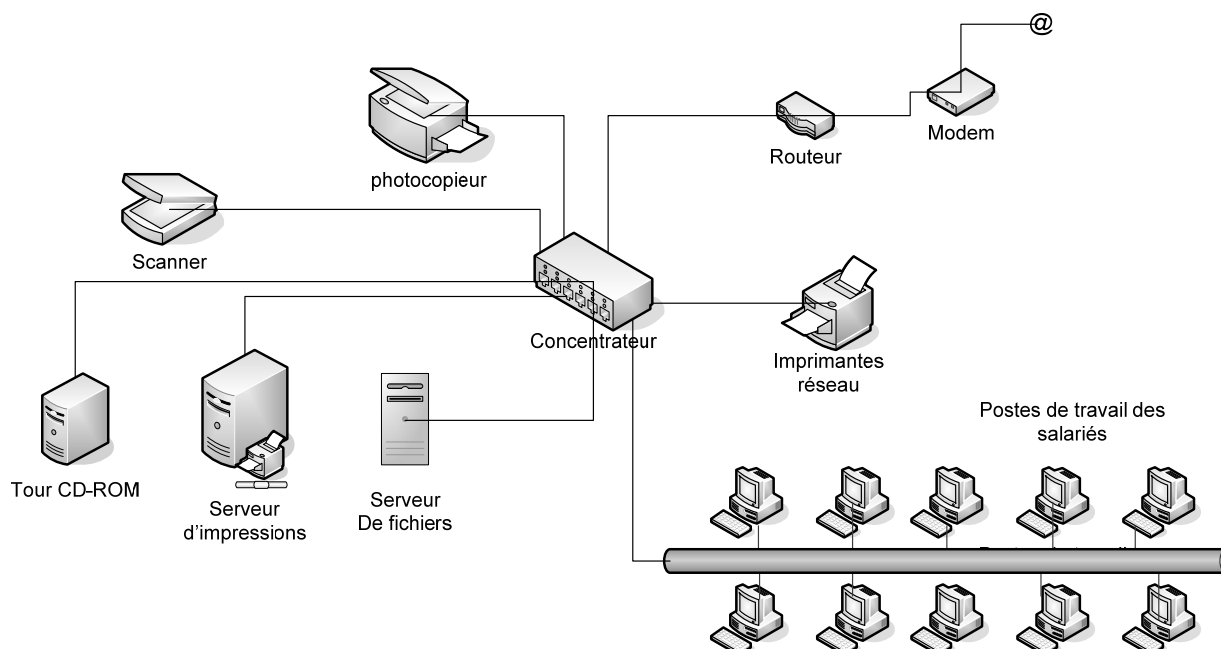 @
Modem
Routeur
photocopieur
Scanner
Concentrateur
Imprimantes
réseau
Postes de travail des
salariés
Tour CD-ROM
Serveur
d'impressions
Serveur
De fichiers